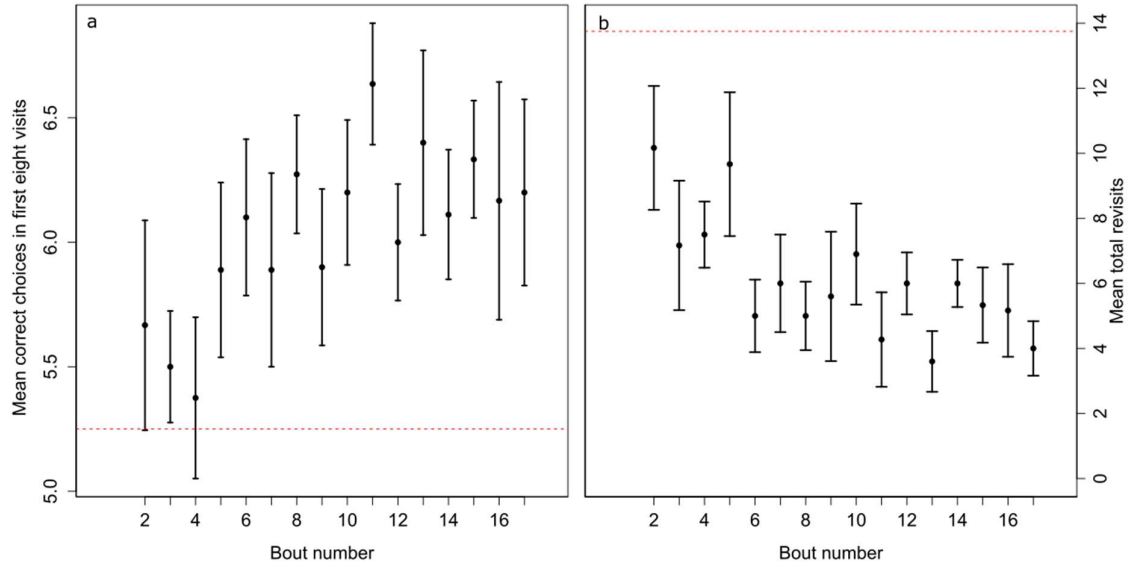 a
Mean correct choices in first eight visits
6.5
6.0
5.5
5.0
2 4 6 8 10 12 14 16
Bout number
b
14
12
10
8
6
4
2
0
Mean total revisits
2 4 6 8 10 12 14 16
Bout number